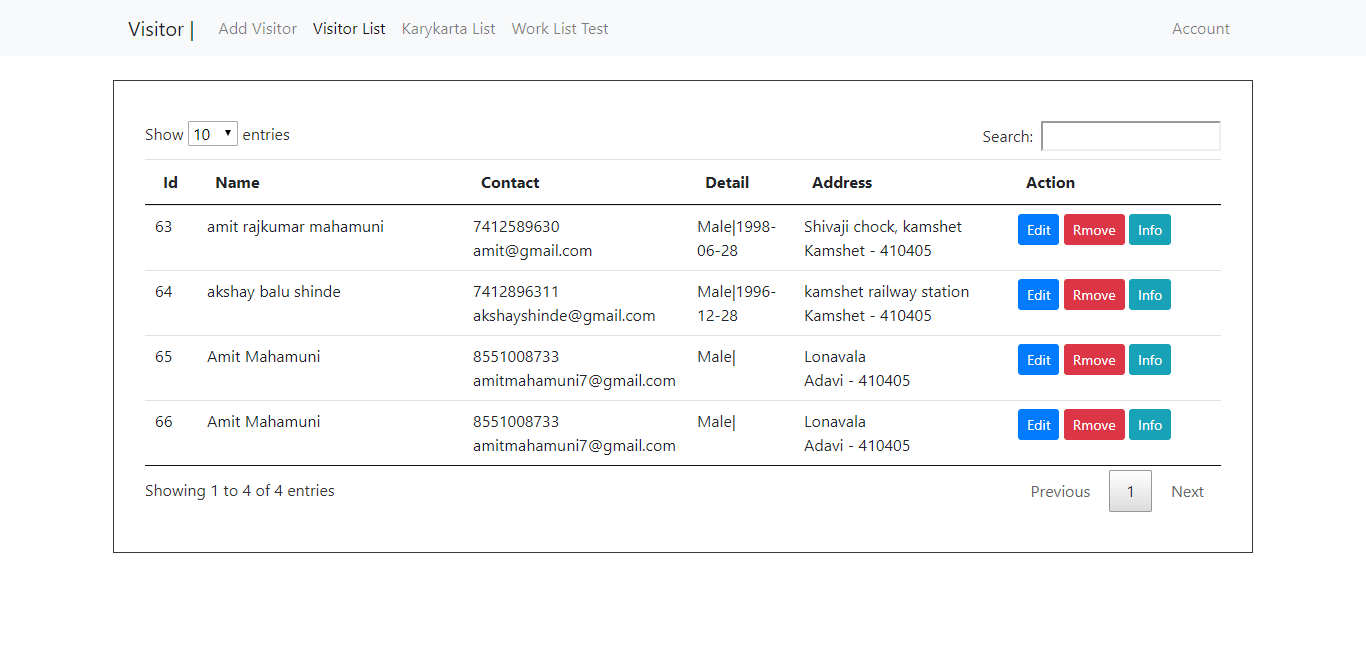 Visitor | Add Visitor Visitor List Karykarta List Work List Test Account
Show 10 entries Search:
Id Name Contact Detail Address Action
63 amit rajkumar mahamuni 7412589630 Male|1998- Shivaji chock, kamshet Edit Rmove Info
amit@gmail.com 06-28 Kamshet - 410405
64 akshay balu shinde 7412896311 Male|1996- kamshet railway station Edit Rmove Info
akshayshinde@gmail.com 12-28 Kamshet - 410405
65 Amit Mahamuni 8551008733 Male| Lonavala Edit Rmove Info
amitmahamuni7@gmail.com Adavi - 410405
66 Amit Mahamuni 8551008733 Male| Lonavala Edit Rmove Info
amitmahamuni7@gmail.com Adavi - 410405
Showing 1 to 4 of 4 entries Previous 1 Next